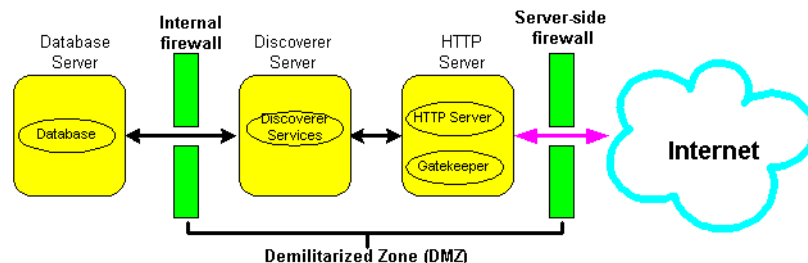 Database
Server
Internal
firewall
Discoverer
Server
HTTP
Server
Server-side
firewall
Database
Discoverer
Services
HTTP Server
Gatekeeper
Internet
Demilitarized Zone (DMZ)